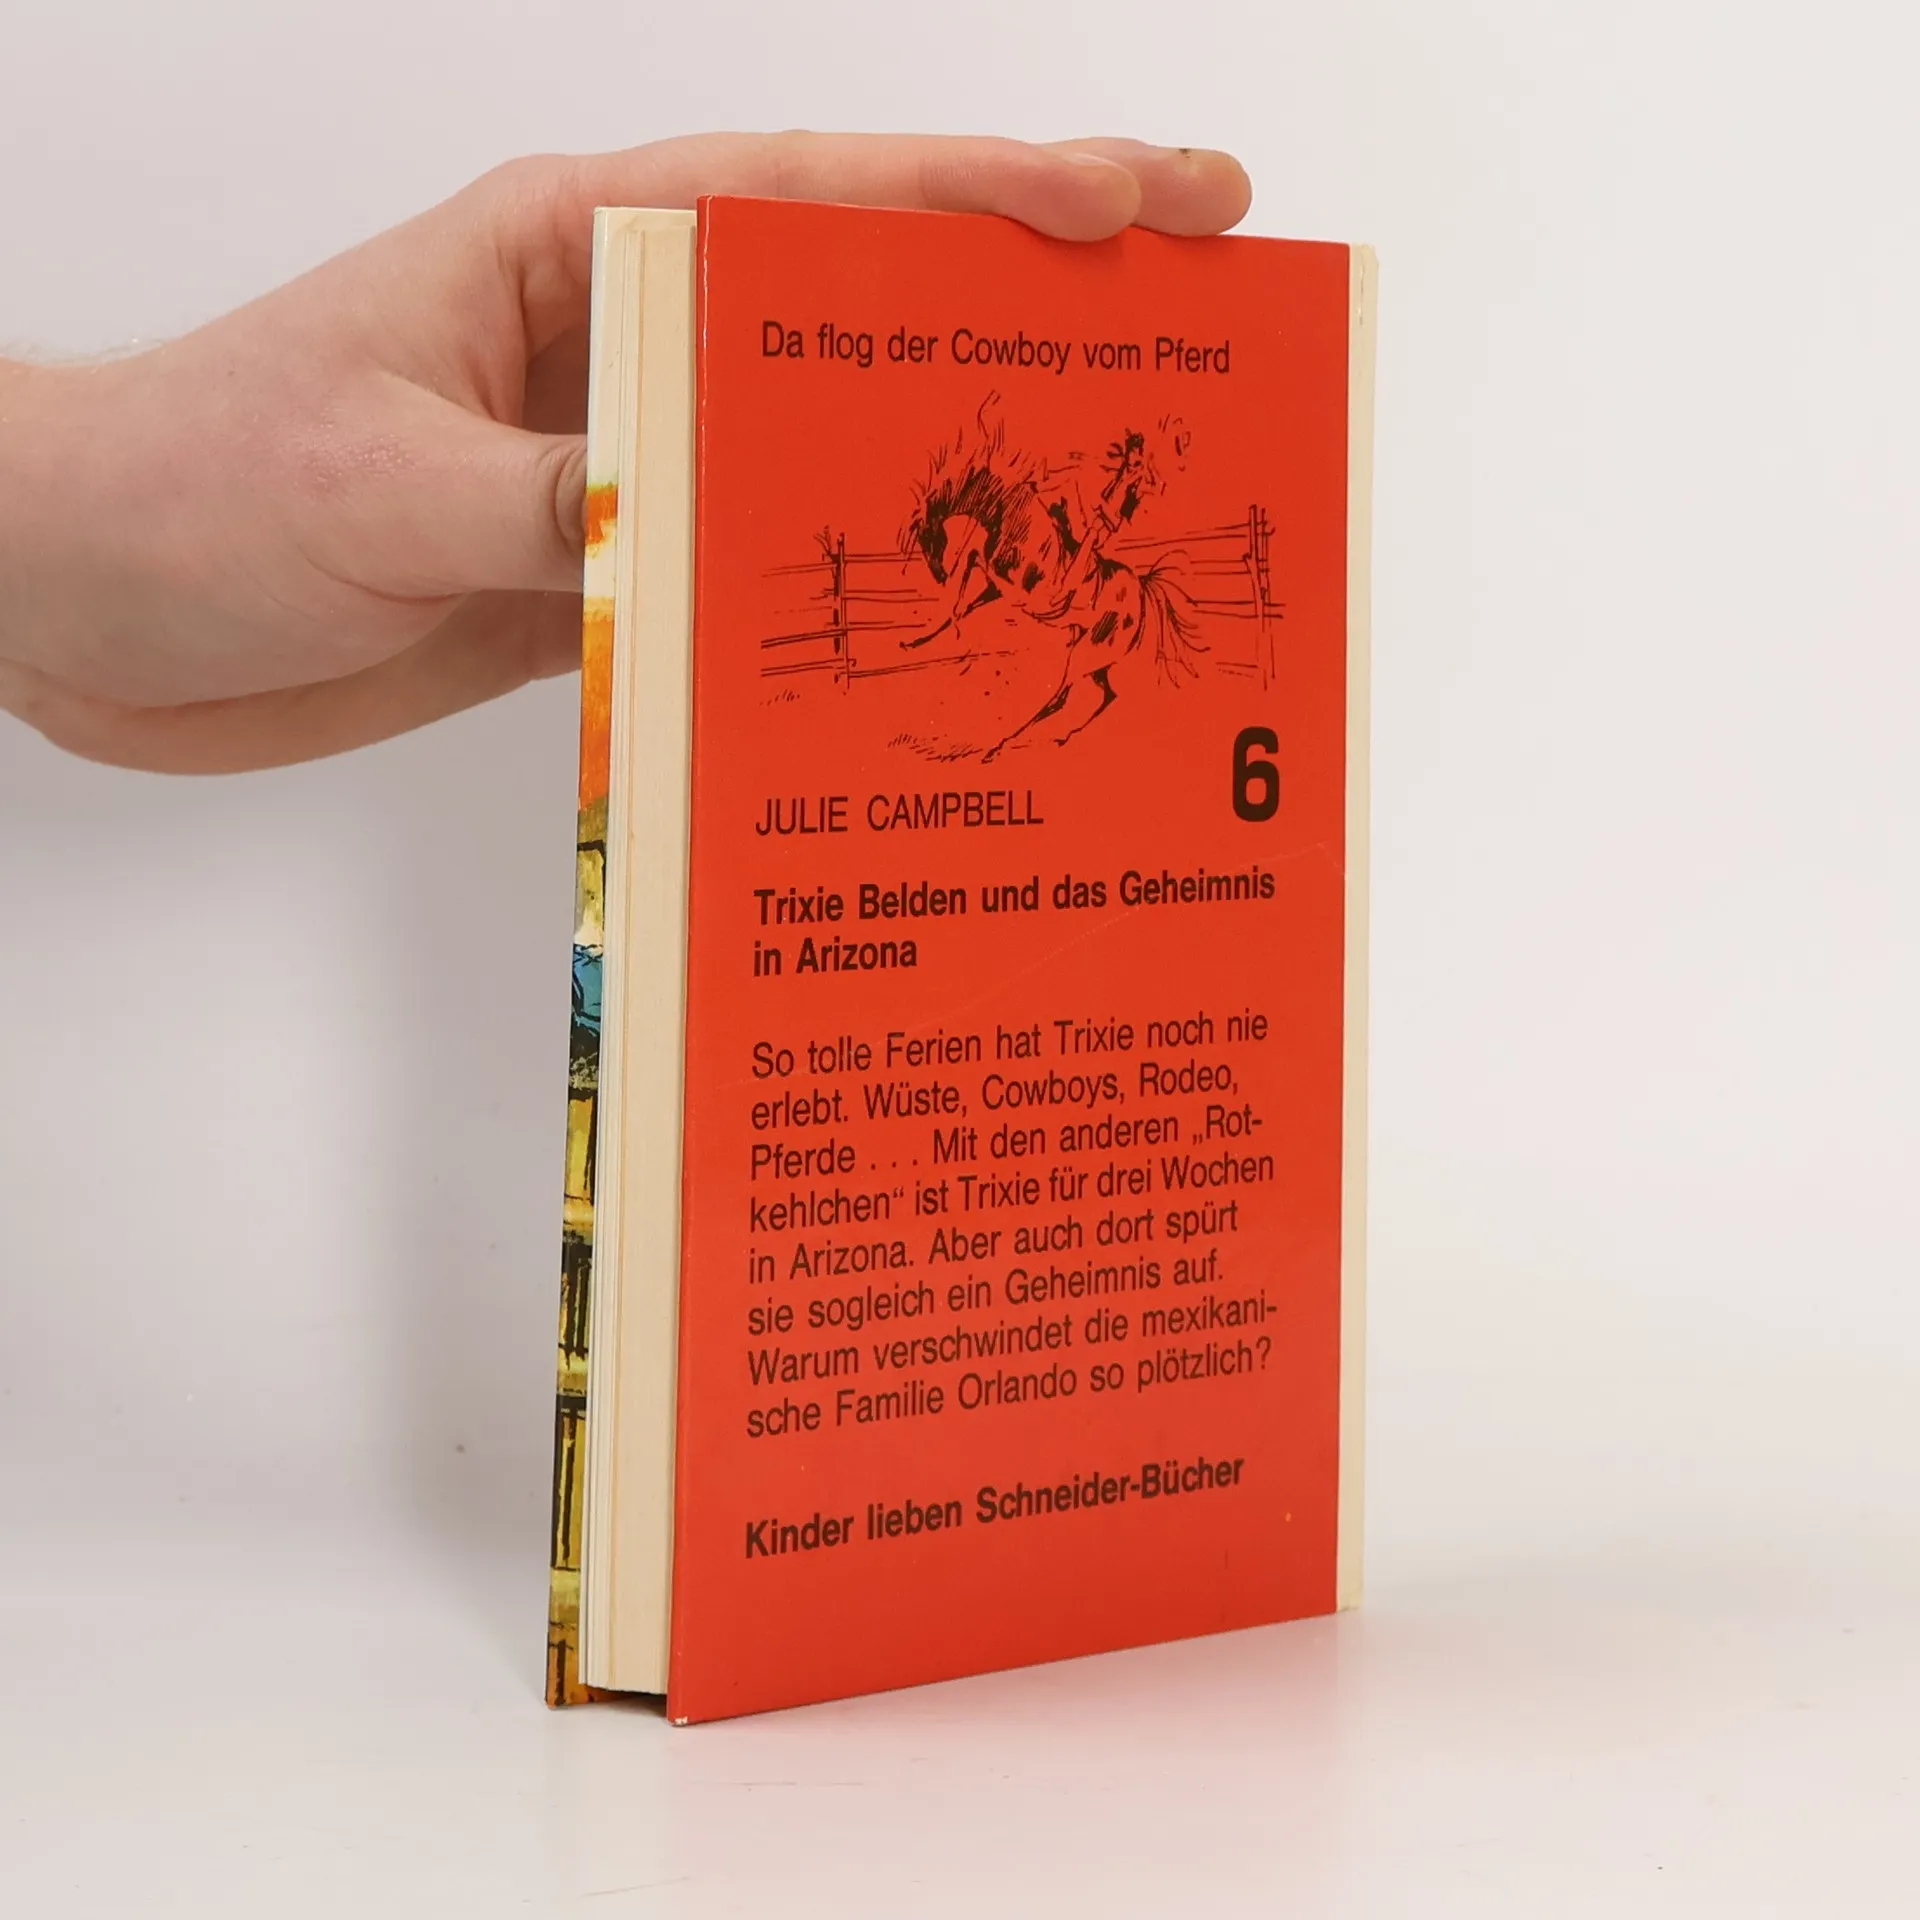 Da flog der Cowboy vom Pferd
6
JULIE CAMPBELL
Trixie Belden und das Geheimnis
in Arizona
So tolle Ferien hat Trixie noch nie
erlebt. Wüste, Cowboys, Rodeo,
Pferde . . . Mit den anderen „Rot-
kehlchen“ ist Trixie für drei Wochen
in Arizona. Aber auch dort spürt
sie sogleich ein Geheimnis auf.
Warum verschwindet die mexikani-
sche Familie Orlando so plötzlich?
Kinder lieben Schneider-Bücher